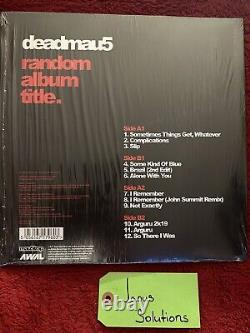 deadmau5
random
album
title.
Side A1
1. Sometimes Things Get, Whatever
2. Complications
3. Slip
Side B1
4. Some Kind Of Blue
5. Brazil (2nd Edit)
6. Alone With You
Side A2
7. I Remember
8. I Remember (John Summit Remix)
9. Not Exactly
Side B2
10. Arguru 2k19
11. Arguru
12. So There I Was
mau5trap
AWAL
Janus
Solutions